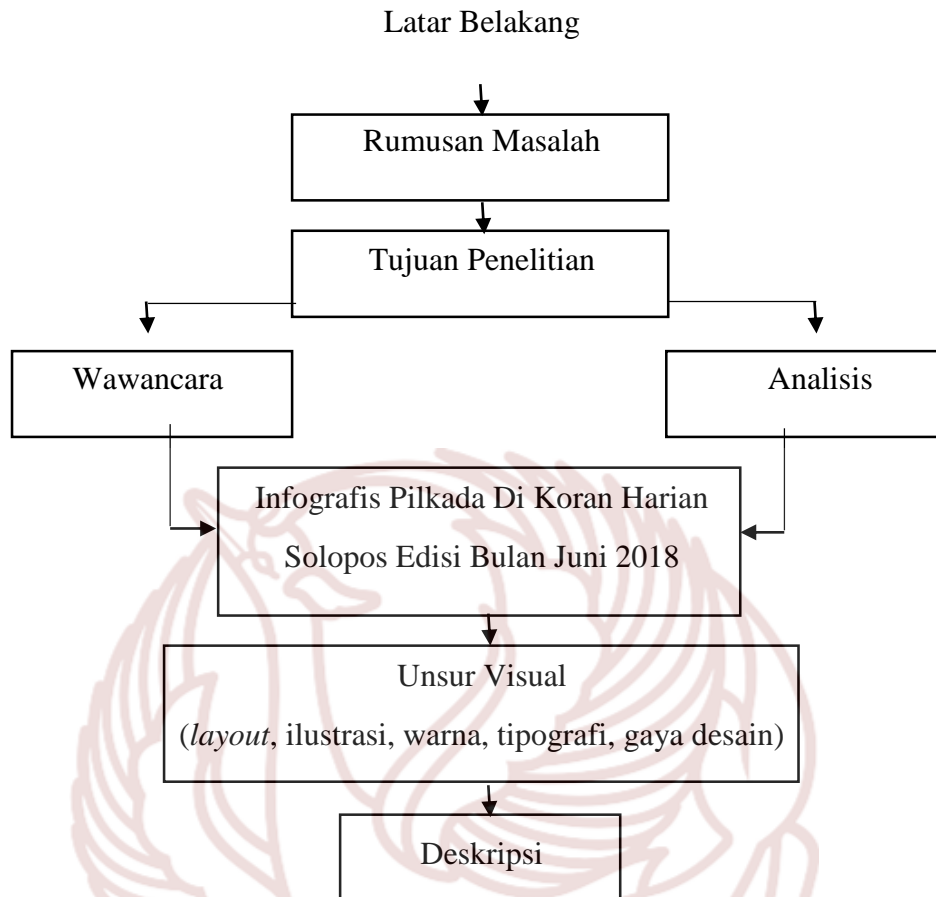 Latar Belakang
Rumusan Masalah
Tujuan Penelitian
Wawancara
Analisis
Infografis Pilkada Di Koran Harian
Solopos Edisi Bulan Juni 2018
Unsur Visual
(layout, ilustrasi, warna, tipografi, gaya desain)
Deskripsi